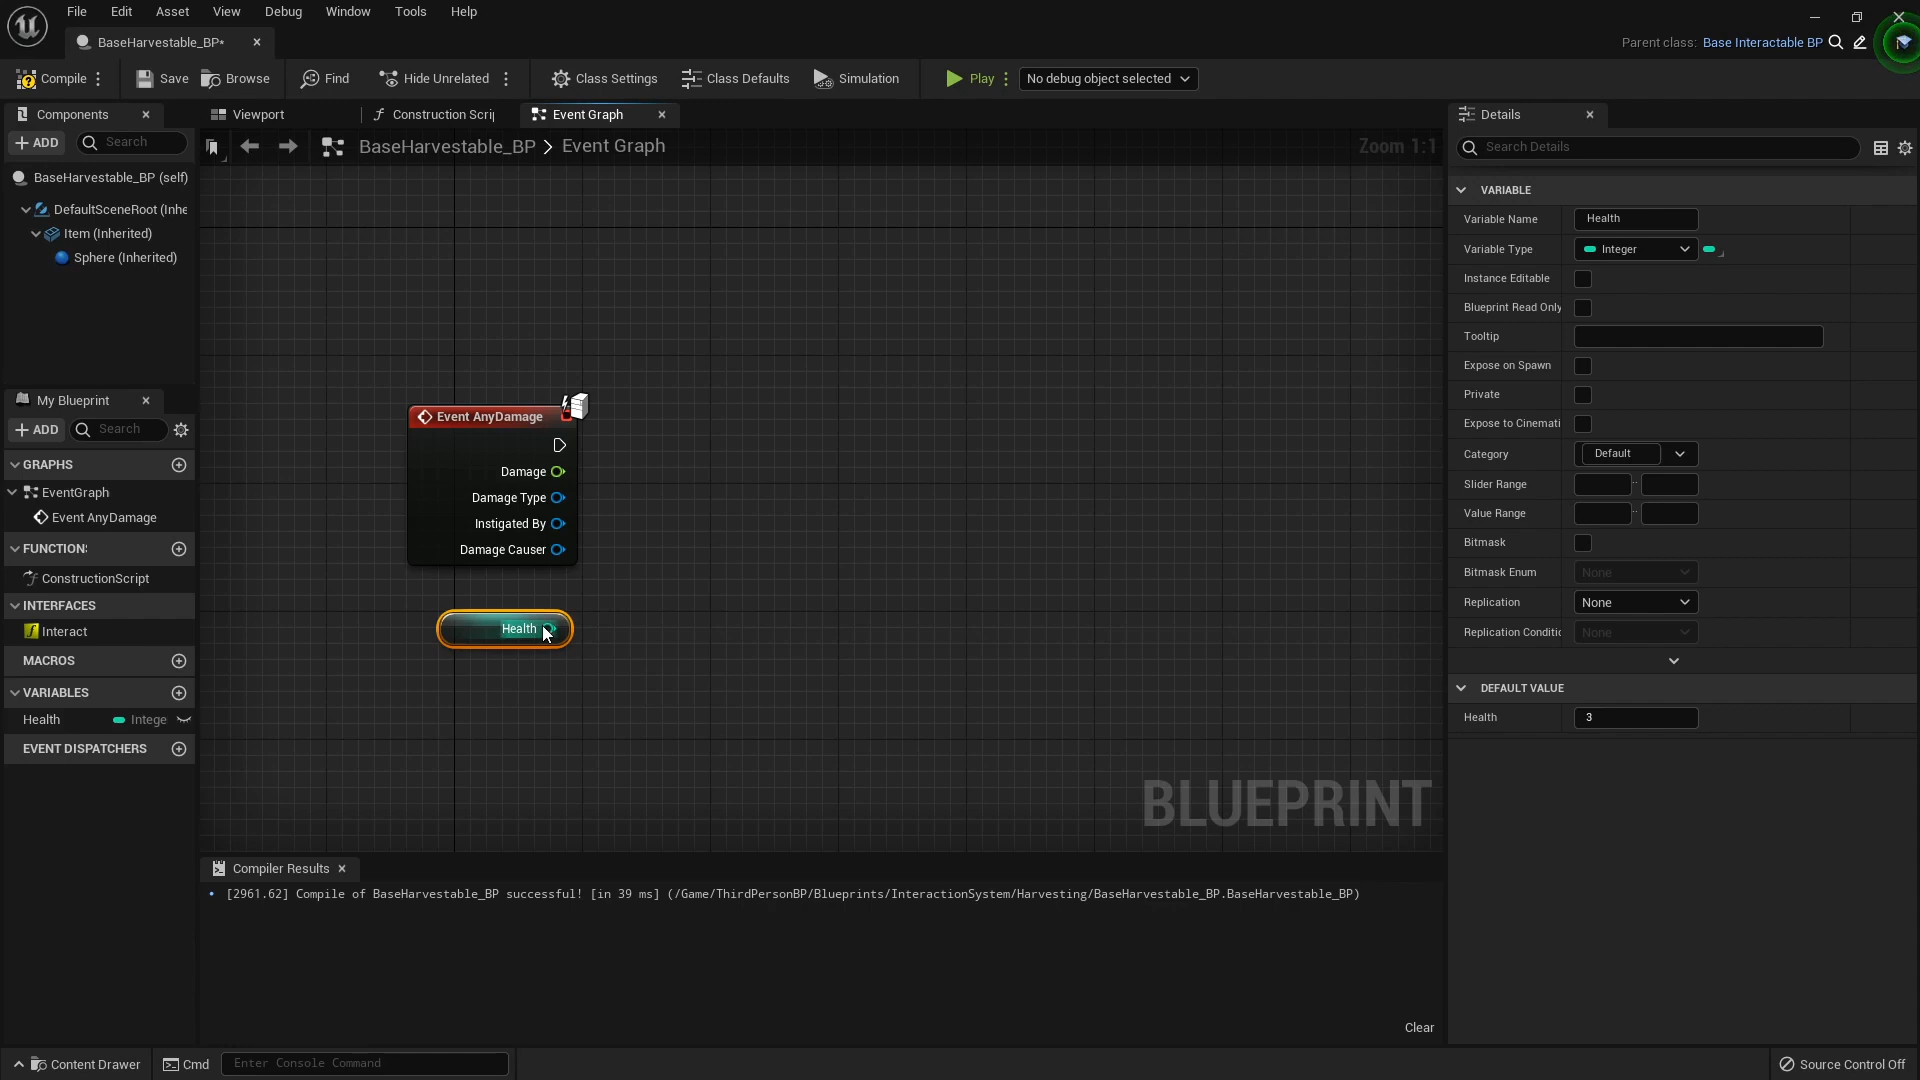 File Edit Asset View Debug Window Tools Help
BaseHarvestable_BP*
Parent class: Base Interactable BP
Compile Save Browse Find Hide Unrelated Class Settings Class Defaults Simulation Play No debug object selected
Components
ADD Search
BaseHarvestable_BP (self)
DefaultSceneRoot (Inhe
Item (Inherited)
Sphere (Inherited)
My Blueprint
ADD Search
GRAPHS
EventGraph
Event AnyDamage
FUNCTION
ConstructionScript
INTERFACES
Interact
MACROS
VARIABLES
Health Intege
EVENT DISPATCHERS
Viewport Construction Scrip Event Graph
BaseHarvestable_BP > Event Graph
Zoom 1:1
Event AnyDamage
Damage
Damage Type
Instigated By
Damage Causer
Health
BLUEPRINT
Compiler Results
[2961.62] Compile of BaseHarvestable_BP successful! [in 39 ms] (/Game/ThirdPersonBP/Blueprints/InteractionSystem/Harvesting/BaseHarvestable_BP.BaseHarvestable_BP)
Clear
Details
Search Details
VARIABLE
Variable Name Health
Variable Type Integer
Instance Editable
Blueprint Read Only
Tooltip
Expose on Spawn
Private
Expose to Cinemati
Category Default
Slider Range
Value Range
Bitmask
Bitmask Enum None
Replication None
Replication Conditio None
DEFAULT VALUE
Health 3
Content Drawer Cmd Enter Console Command
Source Control Off